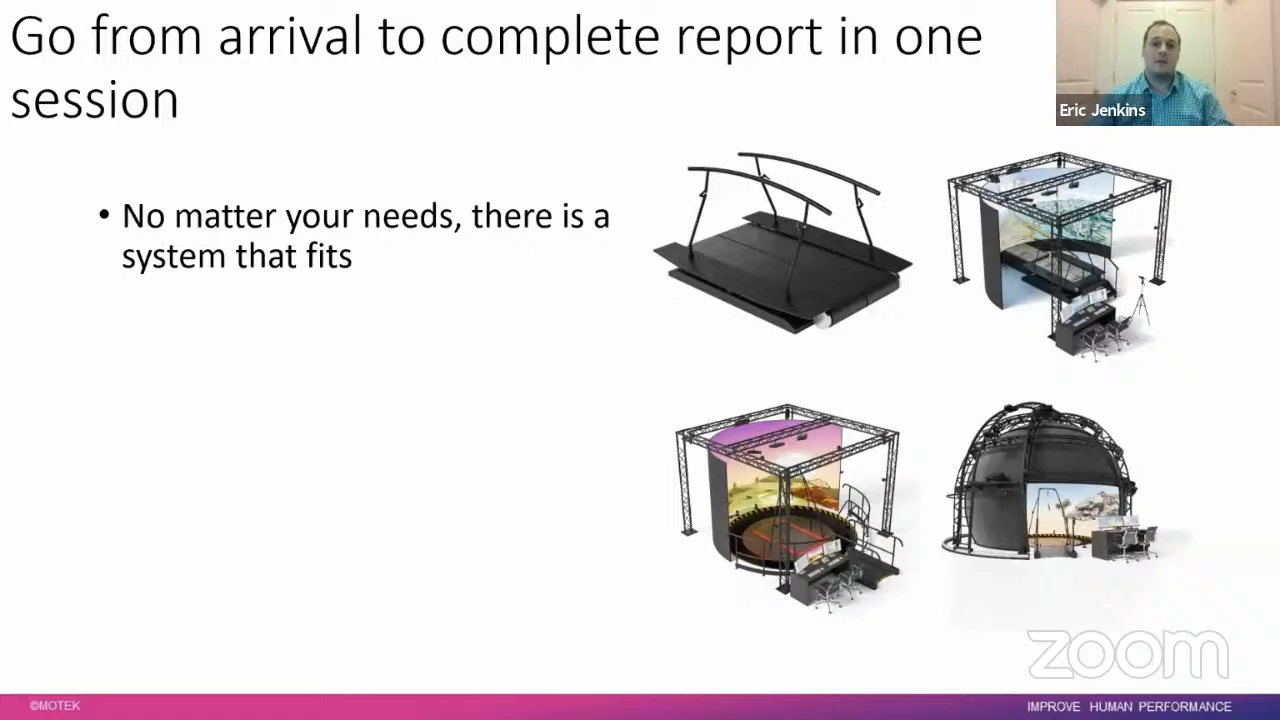 Go from arrival to complete report in one
session
Eric Jenkins
• No matter your needs, there is a
system that fits
zoom
©MOTEK
IMPROVE HUMAN PERFORMANCE